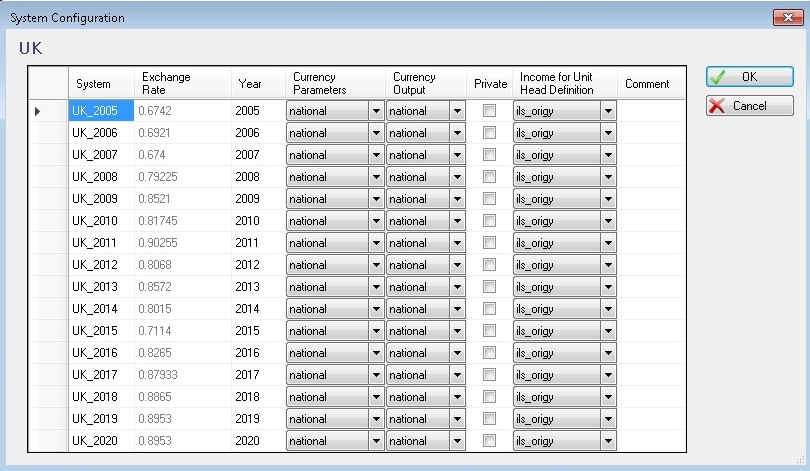 System Configuration
UK
System Exchange Rate Year Currency Parameters Currency Output Private Income for Unit Head Definition Comment
UK_2005 0.6742 2005 national national ils_origy
UK_2006 0.6921 2006 national national ils_origy
UK_2007 0.674 2007 national national ils_origy
UK_2008 0.79225 2008 national national ils_origy
UK_2009 0.8521 2009 national national ils_origy
UK_2010 0.81745 2010 national national ils_origy
UK_2011 0.90255 2011 national national ils_origy
UK_2012 0.8068 2012 national national ils_origy
UK_2013 0.8572 2013 national national ils_origy
UK_2014 0.8015 2014 national national ils_origy
UK_2015 0.7114 2015 national national ils_origy
UK_2016 0.8265 2016 national national ils_origy
UK_2017 0.87933 2017 national national ils_origy
UK_2018 0.8865 2018 national national ils_origy
UK_2019 0.8953 2019 national national ils_origy
UK_2020 0.8953 2020 national national ils_origy
OK
Cancel